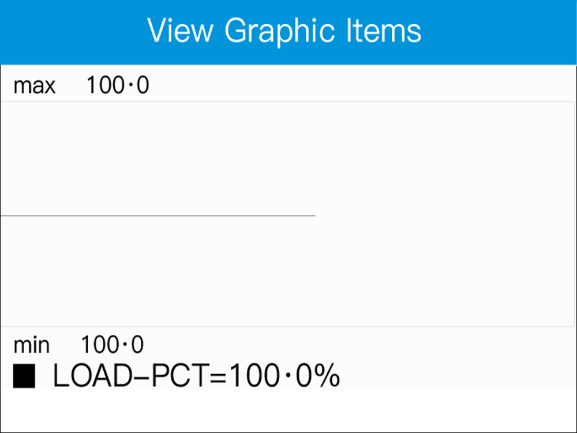 View Graphic Items
max 100·0
min 100·0
LOAD–PCT=100·0%